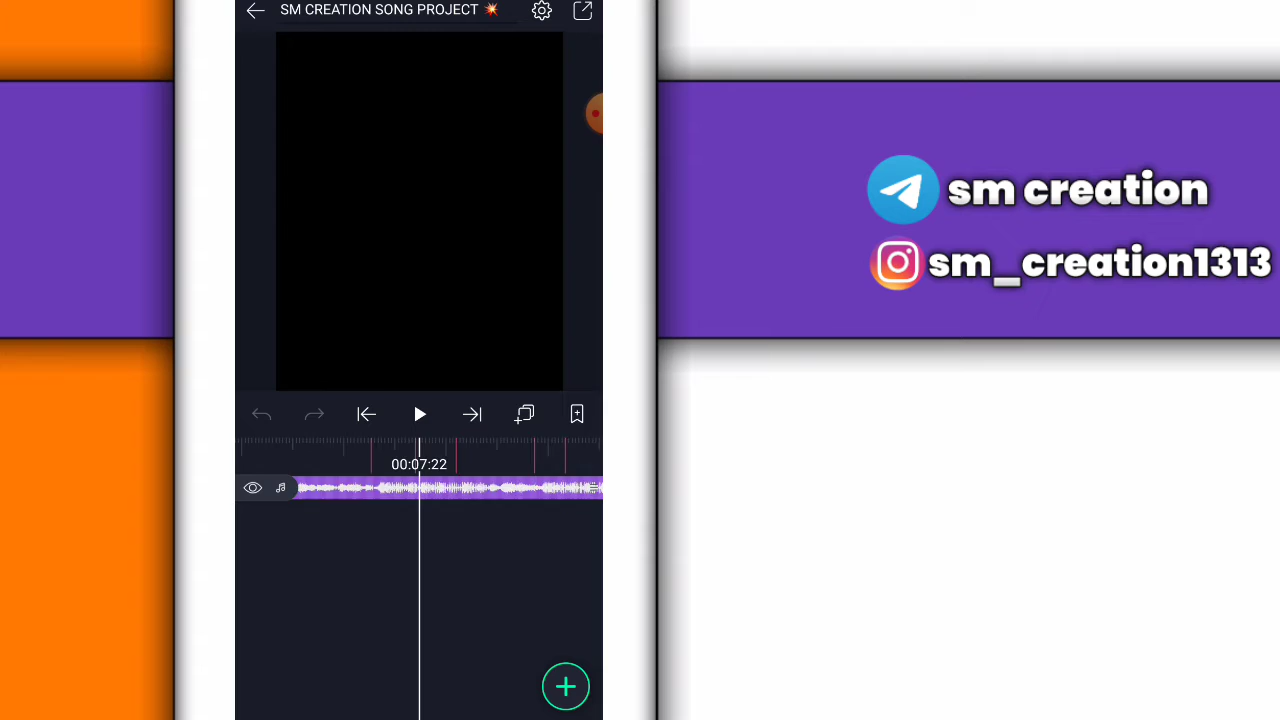 SM CREATION SONG PROJECT 💥
sm creation
sm_creation1313
00:07:22